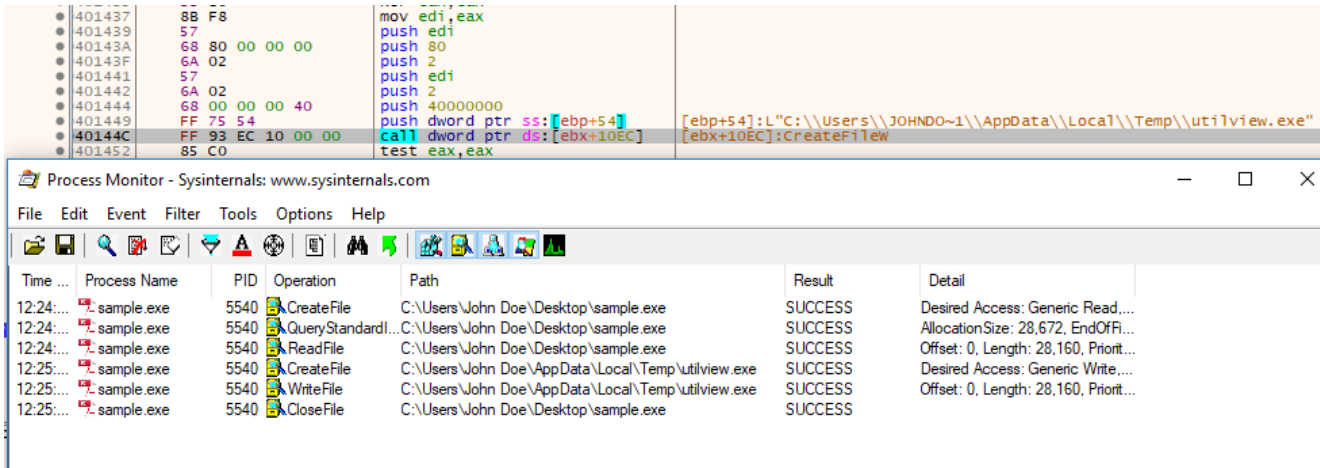 401437 8B F8 mov edi,eax
401439 57 push edi
40143A 68 80 00 00 00 push 80
40143F 6A 02 push 2
401441 57 push edi
401442 6A 02 push 2
401444 68 00 00 00 40 push 40000000
401449 FF 75 54 push dword ptr ss:[ebp+54] [ebp+54]:L"C:\\Users\\JOHNDO~1\\AppData\\Local\\Temp\\utilview.exe"
40144C FF 93 EC 10 00 00 call dword ptr ds:[ebx+10EC] [ebx+10EC]:CreateFileW
401452 85 C0 test eax,eax
Process Monitor - Sysinternals: www.sysinternals.com
File Edit Event Filter Tools Options Help
Time ... Process Name PID Operation Path Result Detail
12:24:... sample.exe 5540 CreateFile C:\Users\John Doe\Desktop\sample.exe SUCCESS Desired Access: Generic Read,...
12:24:... sample.exe 5540 QueryStandardI... C:\Users\John Doe\Desktop\sample.exe SUCCESS AllocationSize: 28,672, EndOfFi...
12:24:... sample.exe 5540 ReadFile C:\Users\John Doe\Desktop\sample.exe SUCCESS Offset: 0, Length: 28,160, Priorit...
12:25:... sample.exe 5540 CreateFile C:\Users\John Doe\AppData\Local\Temp\utilview.exe SUCCESS Desired Access: Generic Write,...
12:25:... sample.exe 5540 WriteFile C:\Users\John Doe\AppData\Local\Temp\utilview.exe SUCCESS Offset: 0, Length: 28,160, Priorit...
12:25:... sample.exe 5540 CloseFile C:\Users\John Doe\Desktop\sample.exe SUCCESS